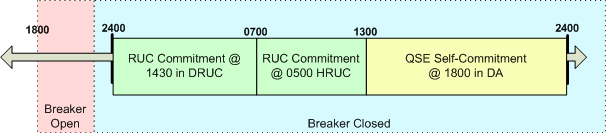 1800
2400
0700
1300
2400
RUC Commitment @
1430 in DRUC
RUC Commitment
@ 0500 HRUC
QSE Self-Commitment
@ 1800 in DA
Breaker
Open
Breaker Closed